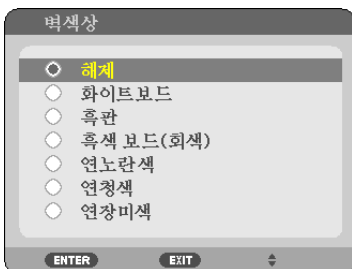 벽색상
해제
화이트보드
흑판
흑색 보드(회색)
연노란색
연청색
연장미색
ENTER EXIT